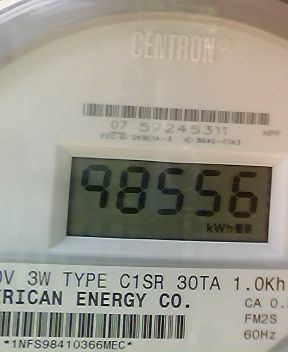 CENTRON®
07 57245311
HPP
98556
kWh
0V 3W TYPE C1SR 30TA 1.0Kh
RICAN ENERGY CO.
CA 0.
FM2S
60Hz
*1NFS98410366MEC*